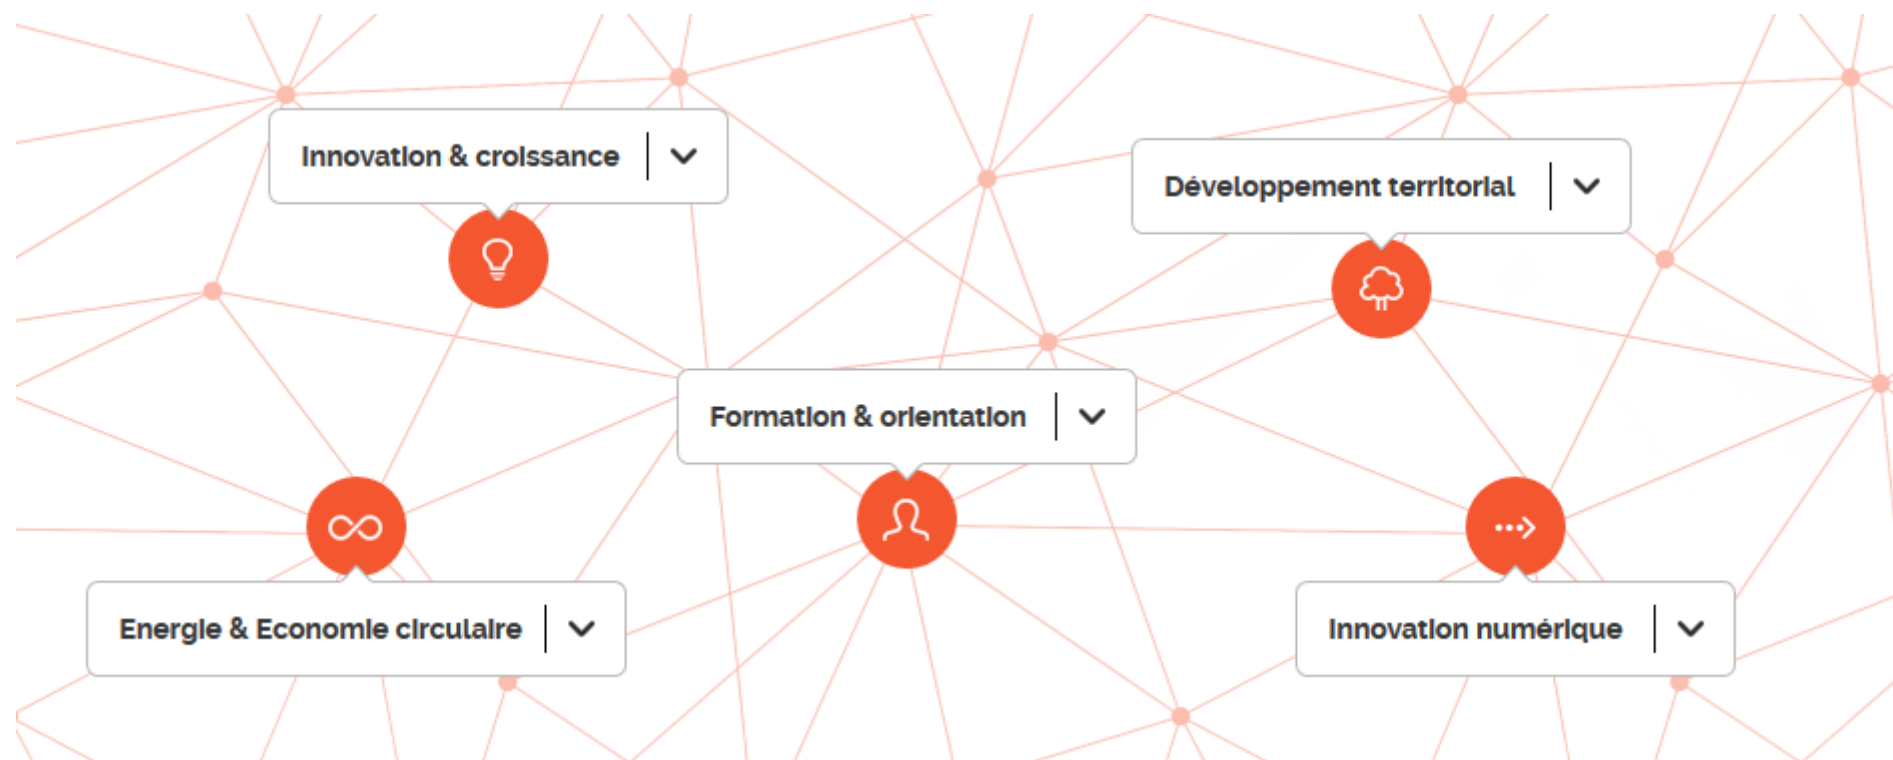 Innovation & croissance
Développement territorial
Formation & orientation
Energie & Economie circulaire
Innovation numérique